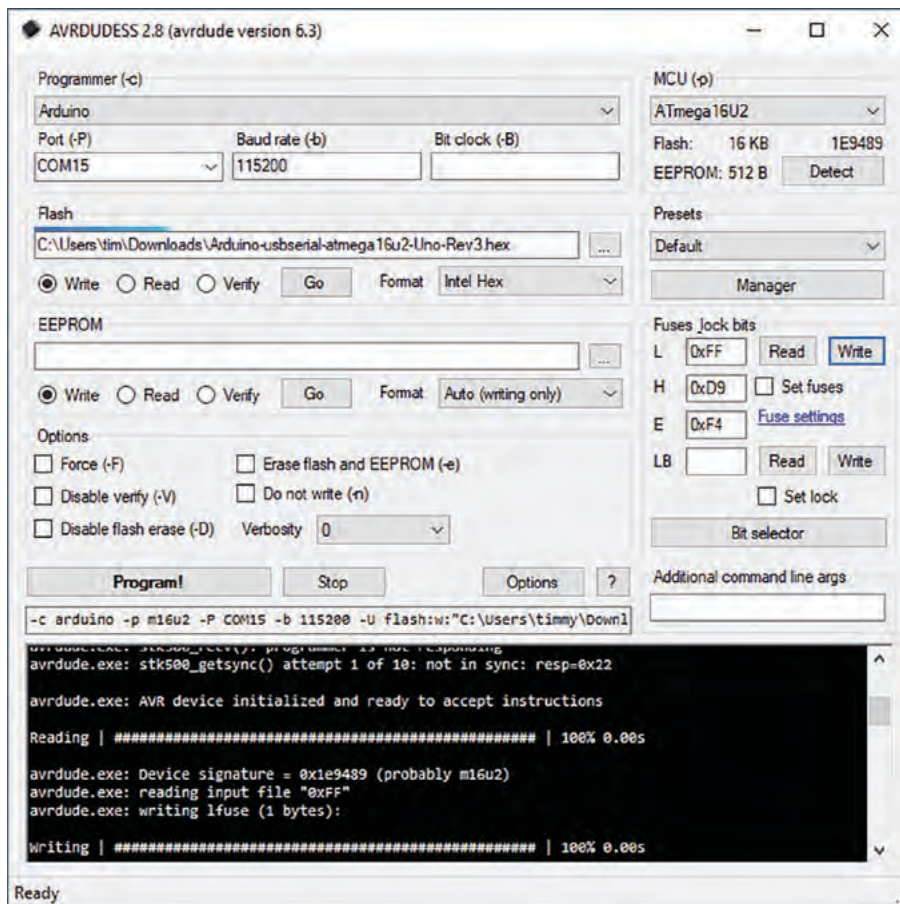 AVRDUDESS 2.8 (avrdude version 6.3)
Programmer (-c)
Arduino
Port (-P) Baud rate (-b) Bit clock (-B)
COM15 115200
Flash
C:\Users\tim\Downloads\Arduino-usbserial-atmega16u2-Uno-Rev3.hex ...
Write Read Verify Go Format Intel Hex
EEPROM
...
Write Read Verify Go Format Auto (writing only)
Options
Force (-F) Erase flash and EEPROM (-e)
Disable verify (-V) Do not write (-n)
Disable flash erase (-D) Verbosity 0
Program! Stop Options ?
-c arduino -p m16u2 -P COM15 -b 115200 -U flash:w:"C:\Users\timmy\Downl
MCU (-p)
ATmega16U2
Flash: 16 KB 1E9489
EEPROM: 512 B Detect
Presets
Default
Manager
Fuses lock bits
L 0xFF Read Write
H 0xD9 Set fuses
E 0xF4 Fuse settings
LB Read Write
Set lock
Bit selector
Additional command line args
avrdude.exe: stk500_recv(): programmer is not responding
avrdude.exe: stk500_getsync() attempt 1 of 10: not in sync: resp=0x22
avrdude.exe: AVR device initialized and ready to accept instructions
Reading | ################################################## | 100% 0.00s
avrdude.exe: Device signature = 0x1e9489 (probably m16u2)
avrdude.exe: reading input file "0xFF"
avrdude.exe: writing lfuse (1 bytes):
Writing | ################################################## | 100% 0.00s
Ready